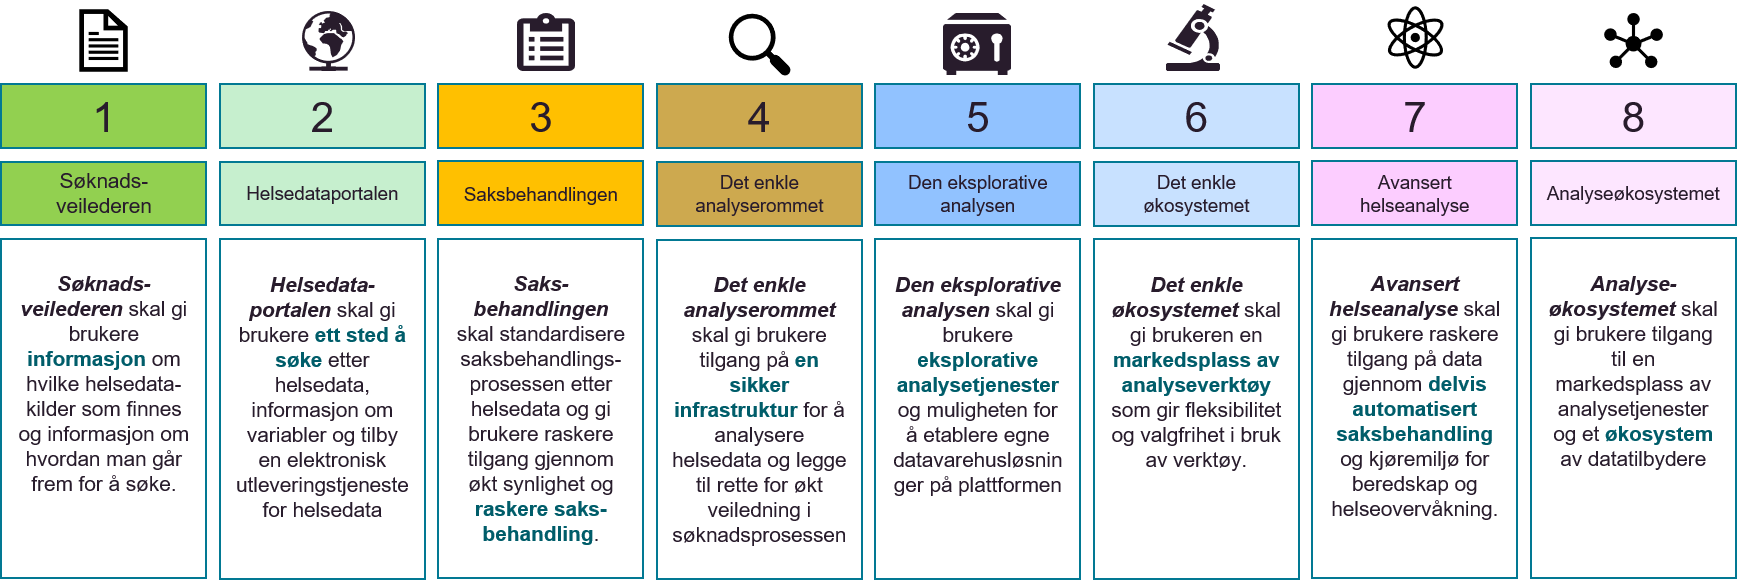 1
2
3
4
5
6
7
8
Søknads-
veilederen
Helsedataportalen
Saksbehandlingen
Det enkle
analyserommet
Den eksplorative
analysen
Det enkle
økosystemet
Avansert
helseanalyse
Analyseøkosystemet
Søknads-
veilederen skal gi
brukere
informasjon om
hvilke helsedata-
kilder som finnes
og informasjon om
hvordan man går
frem for å søke.
Helsedata-
portalen skal gi
brukere ett sted å
søke etter
helsedata,
informasjon om
variabler og tilby
en elektronisk
utleveringstjeneste
for helsedata
Saks-
behandlingen
skal standardisere
saksbehandlings-
prosessen etter
helsedata og gi
brukere raskere
tilgang gjennom
økt synlighet og
raskere saks-
behandling.
Det enkle
analyserommet
skal gi brukere
tilgang på en
sikker
infrastruktur for å
analysere
helsedata og legge
til rette for økt
veiledning i
søknadsprosessen
Den eksplorative
analysen skal gi
brukere
eksplorative
analysetjenester
og muligheten for
å etablere egne
datavarehusløsnin
ger på plattformen
Det enkle
økosystemet skal
gi brukeren en
markedsplass av
analyseverktøy
som gir fleksibilitet
og valgfrihet i bruk
av verktøy.
Avansert
helseanalyse skal
gi brukere raskere
tilgang på data
gjennom delvis
automatisert
saksbehandling
og kjøremiljø for
beredskap og
helseovervåkning.
Analyse-
økosystemet skal
gi brukere tilgang
til en
markedsplass av
analysetjenester
og et økosystem
av datatilbydere